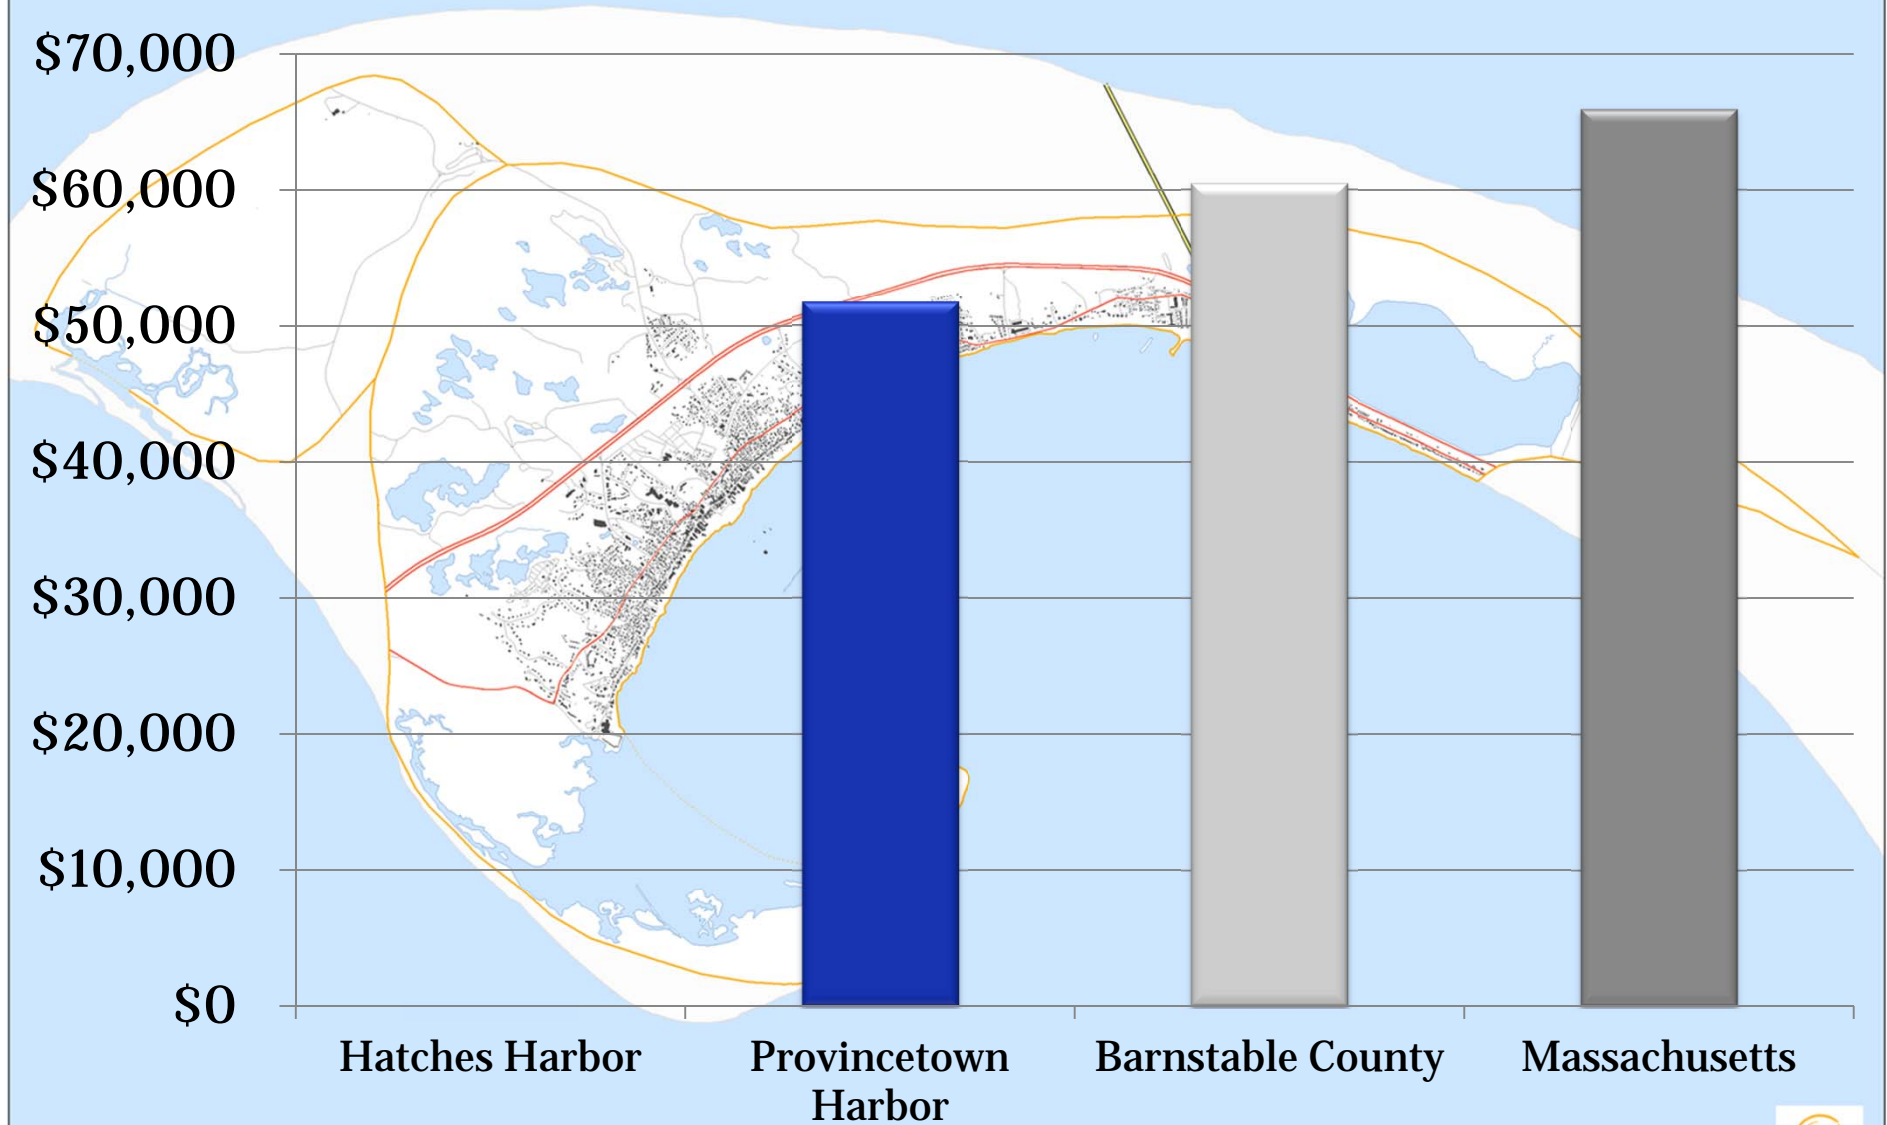 $70,000
$60,000
$50,000
$40,000
$30,000
$20,000
$10,000
$0
Hatches Harbor
Provincetown
Harbor
Barnstable County
Massachusetts